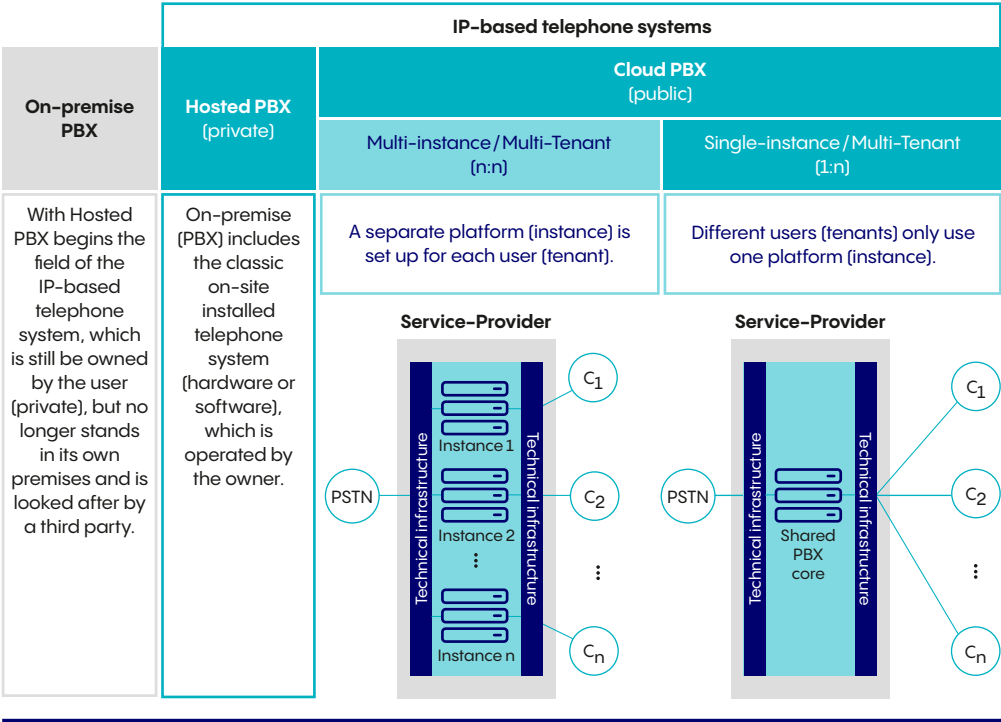 IP-based telephone systems
On-premise
PBX
Hosted PBX
(private)
Cloud PBX
(public)
Multi-instance/Multi-Tenant
(n:n)
Single-instance/Multi-Tenant
(1:n)
With Hosted
PBX begins the
field of the
IP-based
telephone
system, which
is still be owned
by the user
(private), but no
longer stands
in its own
premises and is
looked after by
a third party.
On-premise
(PBX) includes
the classic
on-site
installed
telephone
system
(hardware or
software),
which is
operated by
the owner.
A separate platform (instance) is
set up for each user (tenant).
Different users (tenants) only use
one platform (instance).
Service-Provider
PSTN
Technical infrastructure
Instance 1
Instance 2
⋮
Instance n
Technical infrastructure
C1
C2
⋮
Cn
Service-Provider
PSTN
Technical infrastructure
Shared
PBX
core
Technical infrastructure
C1
C2
⋮
Cn